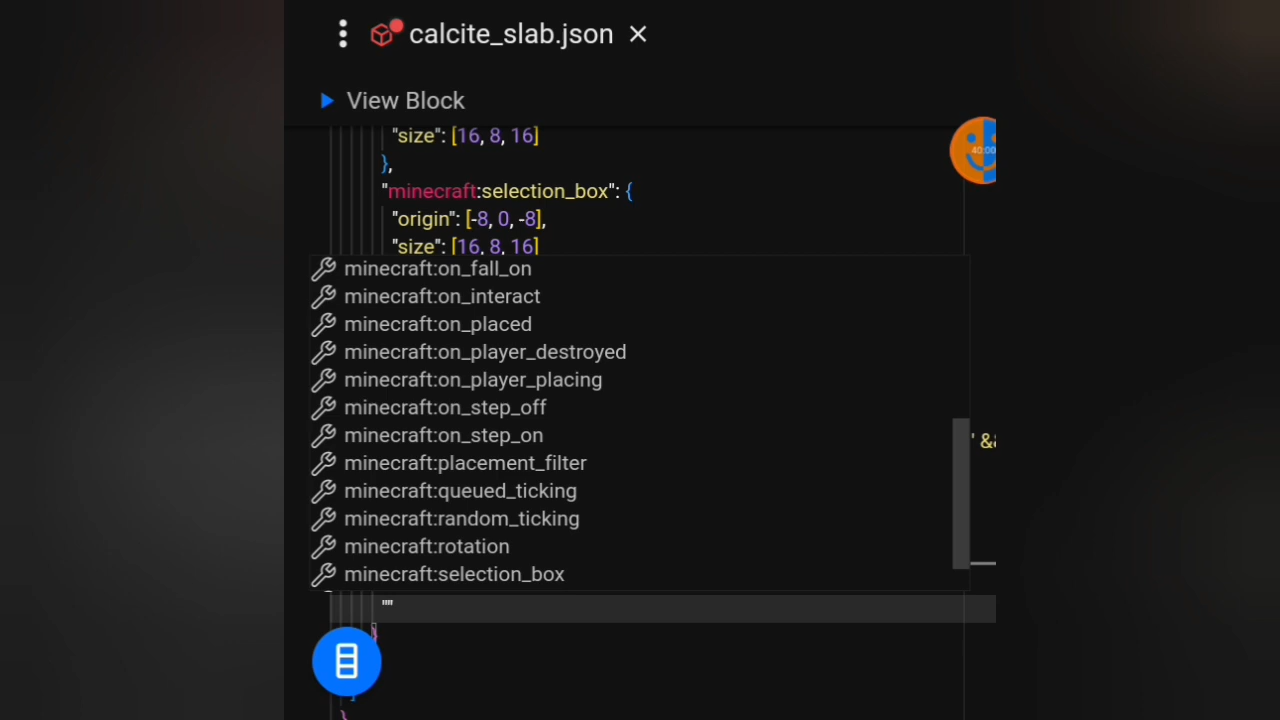 calcite_slab.json
View Block
"size": [16, 8, 16]
},
"minecraft:selection_box": {
"origin": [-8, 0, -8],
"size": [16, 8, 16]
minecraft:on_fall_on
minecraft:on_interact
minecraft:on_placed
minecraft:on_player_destroyed
minecraft:on_player_placing
minecraft:on_step_off
minecraft:on_step_on
minecraft:placement_filter
minecraft:queued_ticking
minecraft:random_ticking
minecraft:rotation
minecraft:selection_box
""
}
40:00
' &&